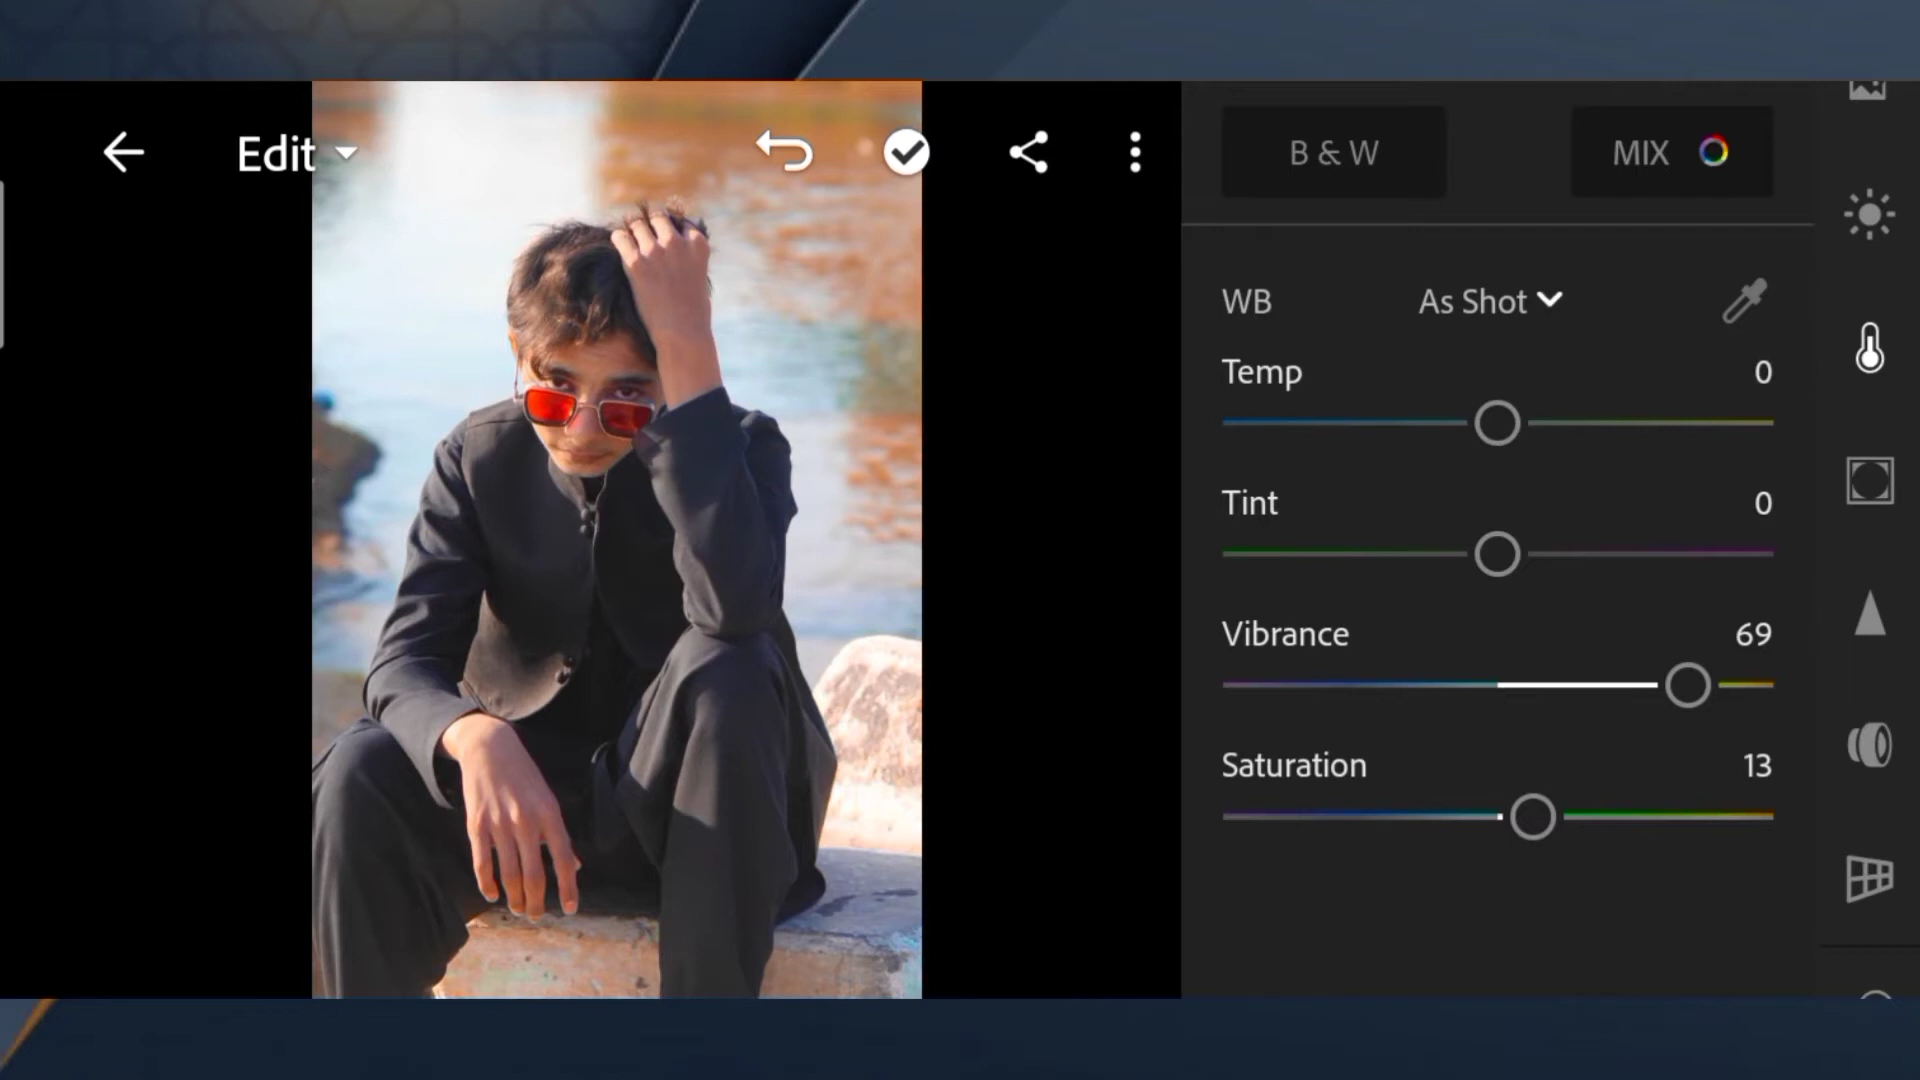 Edit
B & W
MIX
WB
As Shot
Temp
0
Tint
0
Vibrance
69
Saturation
13